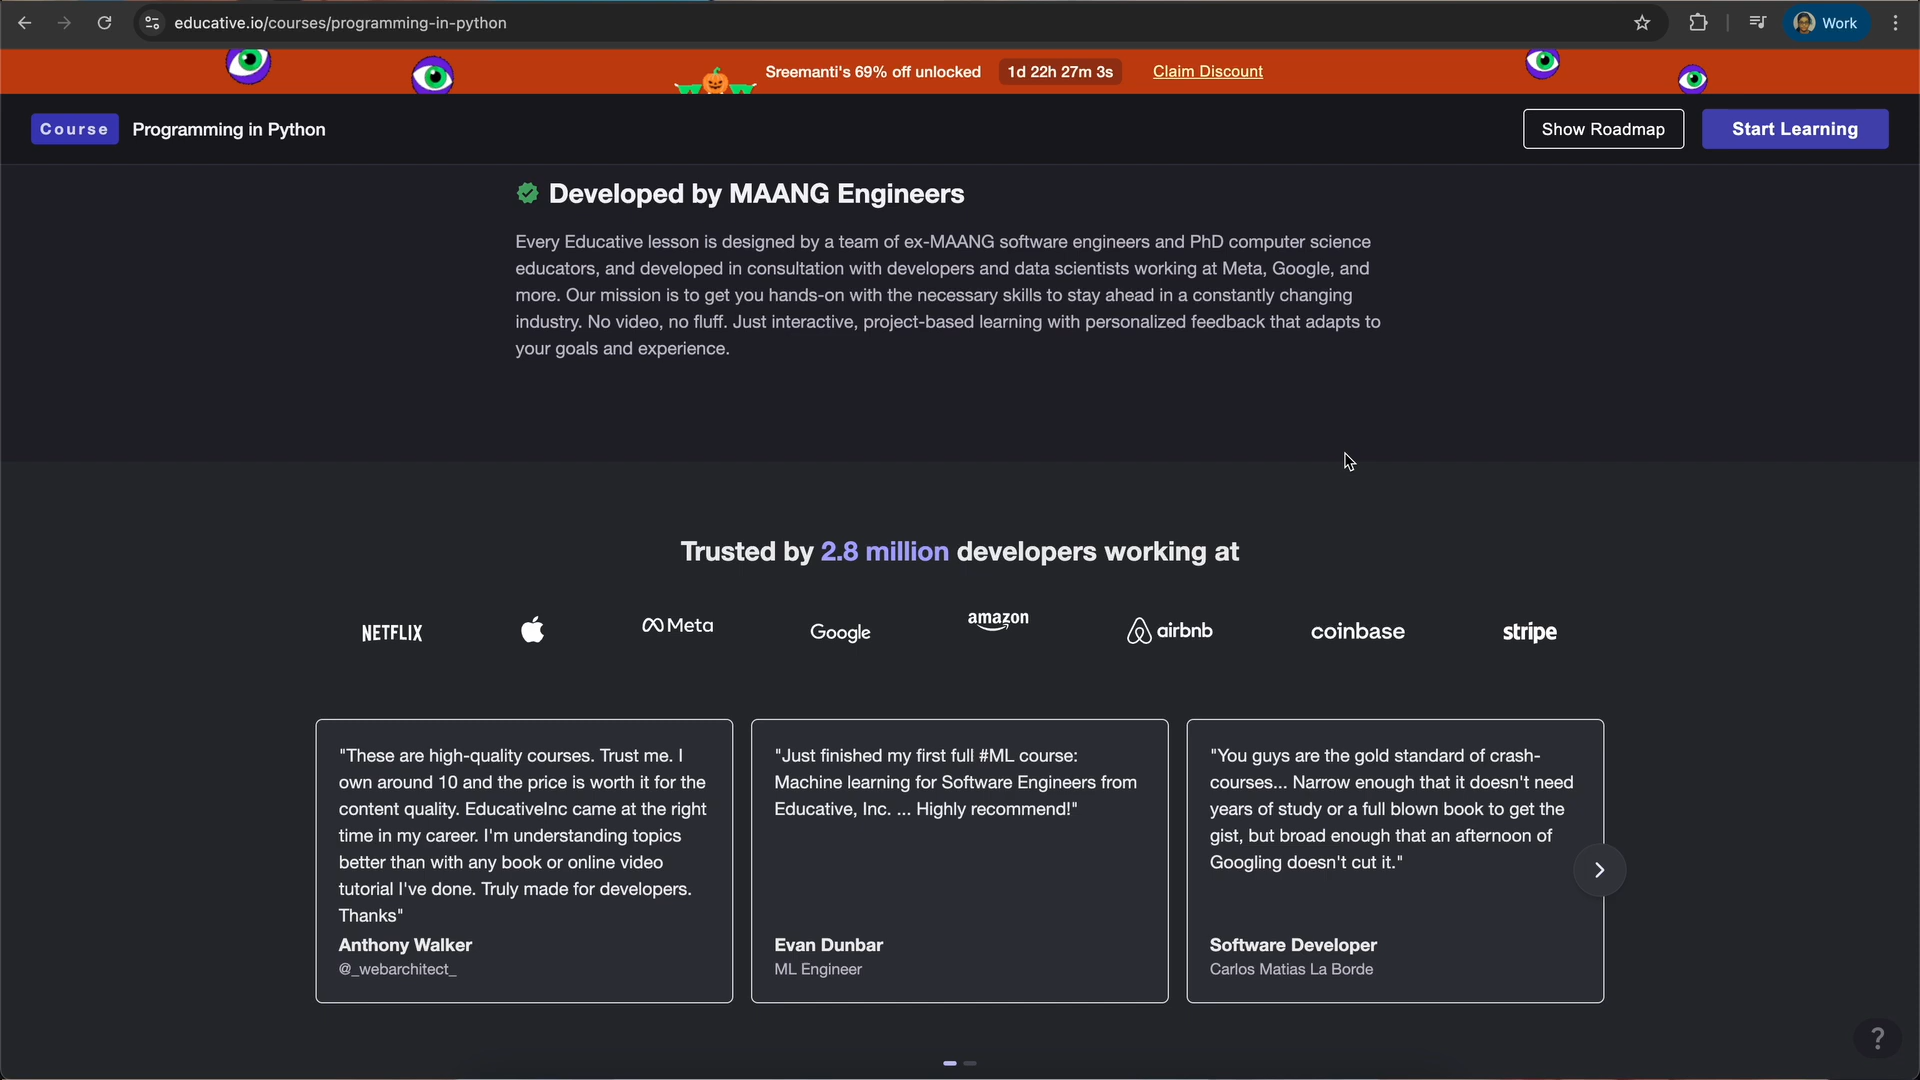 educative.io/courses/programming-in-python
Work
Sreemanti's 69% off unlocked
1d 22h 27m 3s
Claim Discount
Course
Programming in Python
Show Roadmap
Start Learning
Developed by MAANG Engineers
Every Educative lesson is designed by a team of ex-MAANG software engineers and PhD computer science
educators, and developed in consultation with developers and data scientists working at Meta, Google, and
more. Our mission is to get you hands-on with the necessary skills to stay ahead in a constantly changing
industry. No video, no fluff. Just interactive, project-based learning with personalized feedback that adapts to
your goals and experience.
Trusted by 2.8 million developers working at
NETFLIX
Meta
Google
amazon
airbnb
coinbase
stripe
"These are high-quality courses. Trust me. I
own around 10 and the price is worth it for the
content quality. EducativeInc came at the right
time in my career. I'm understanding topics
better than with any book or online video
tutorial I've done. Truly made for developers.
Thanks"
Anthony Walker
@_webarchitect_
"Just finished my first full #ML course:
Machine learning for Software Engineers from
Educative, Inc. ... Highly recommend!"
Evan Dunbar
ML Engineer
"You guys are the gold standard of crash-
courses... Narrow enough that it doesn't need
years of study or a full blown book to get the
gist, but broad enough that an afternoon of
Googling doesn't cut it."
Software Developer
Carlos Matias La Borde
?